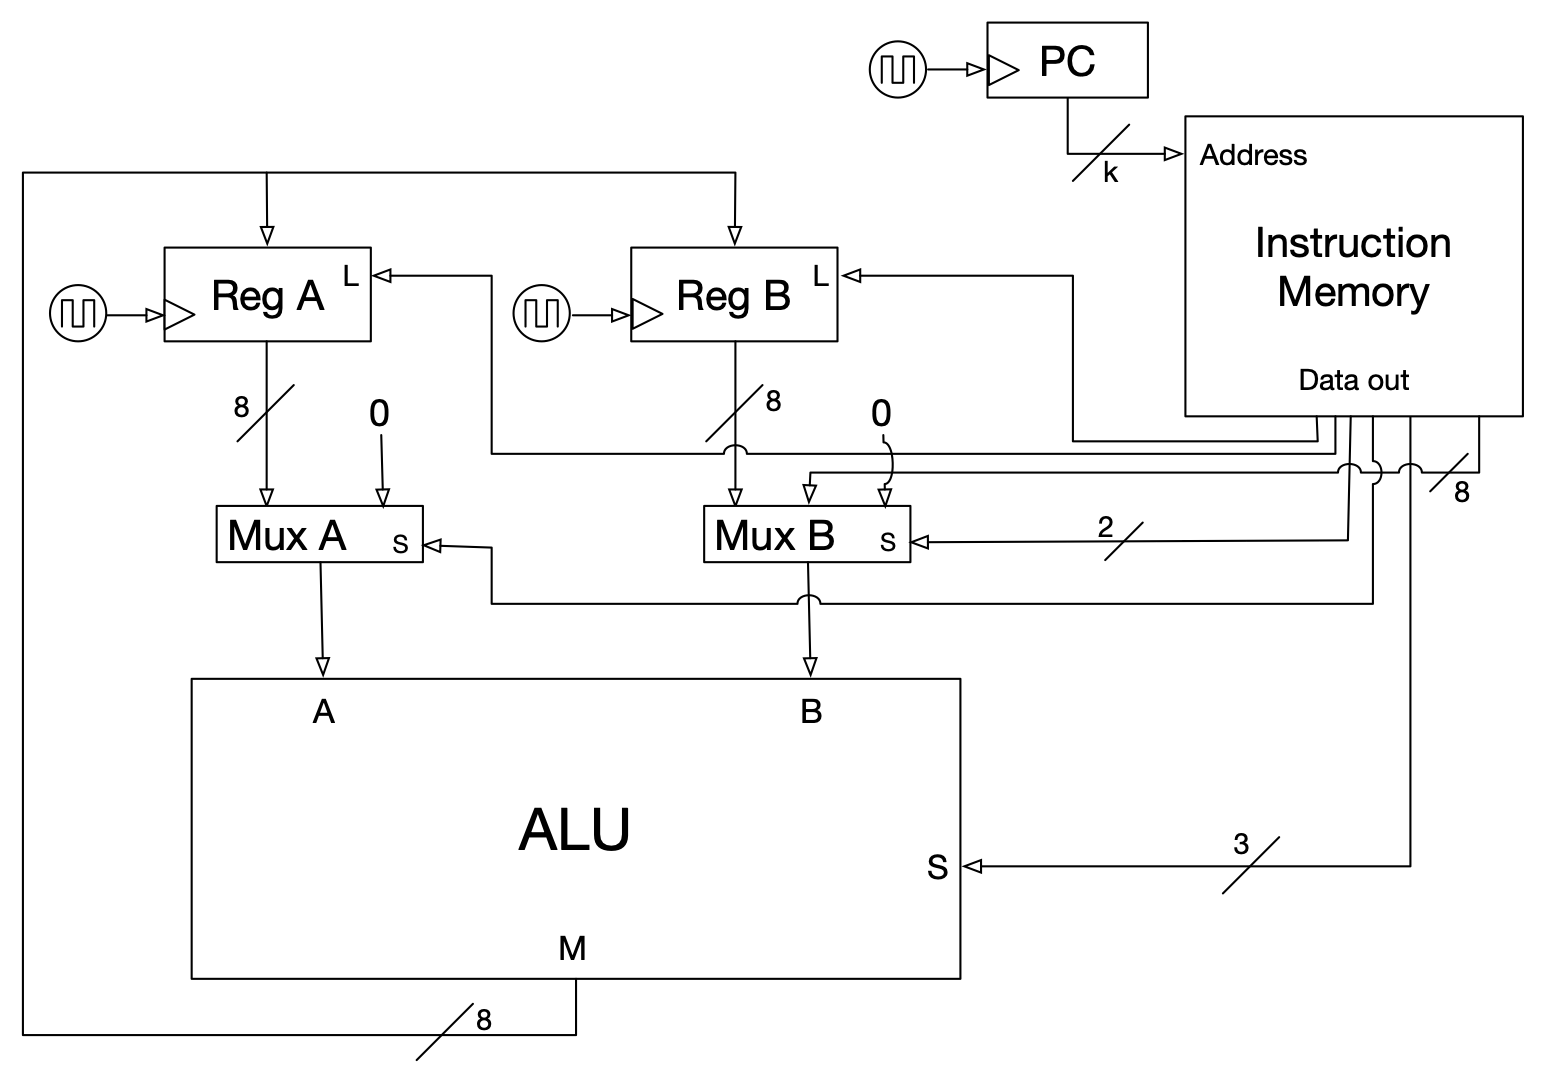 PC
Address
k
Instruction
Memory
Reg A
L
Reg B
L
Data out
8
0
8
0
8
Mux A
S
Mux B
S
2
A
B
ALU
3
S
M
8